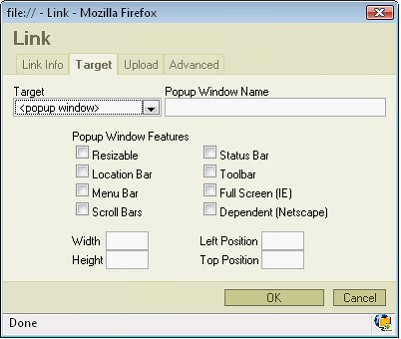 file:// - Link - Mozilla Firefox
Link
Link Info Target Upload Advanced
Target Popup Window Name
<popup window>
Popup Window Features
Resizable Status Bar
Location Bar Toolbar
Menu Bar Full Screen (IE)
Scroll Bars Dependent (Netscape)
Width Left Position
Height Top Position
OK Cancel
Done